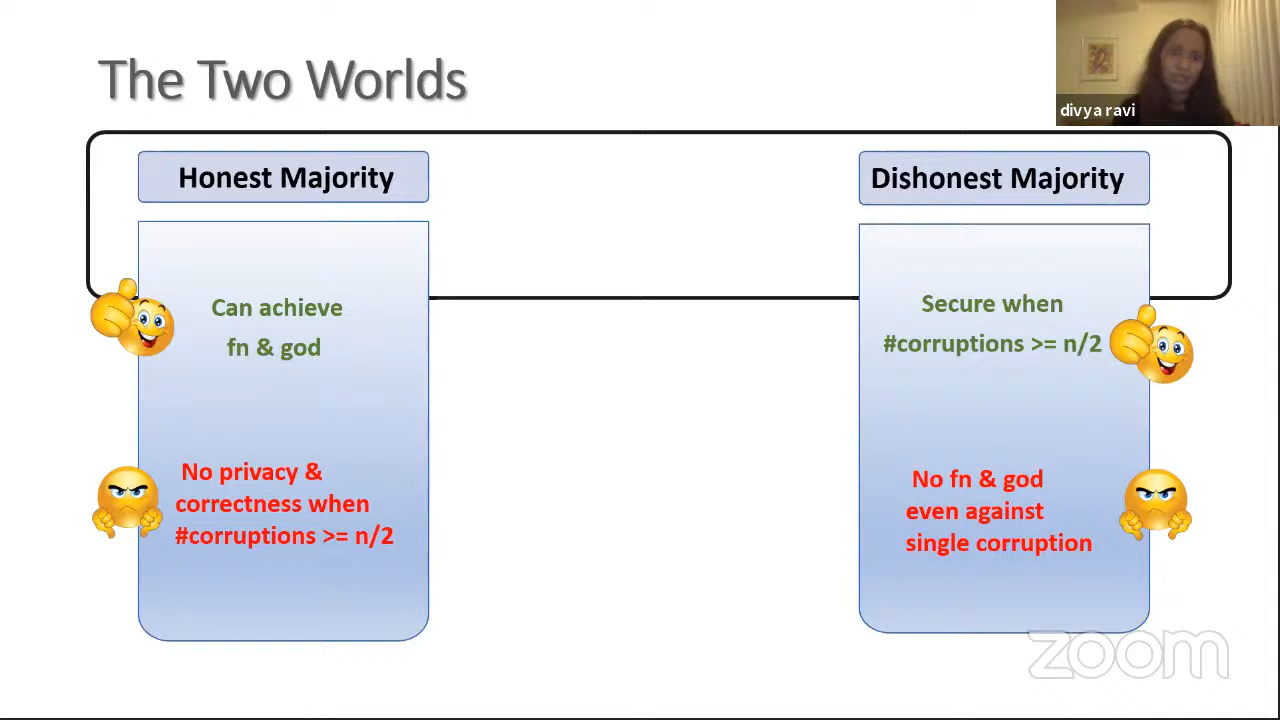 The Two Worlds
divya ravi
Honest Majority
Can achieve
fn & god
No privacy &
correctness when
#corruptions >= n/2
Dishonest Majority
Secure when
#corruptions >= n/2
No fn & god
even against
single corruption
zoom